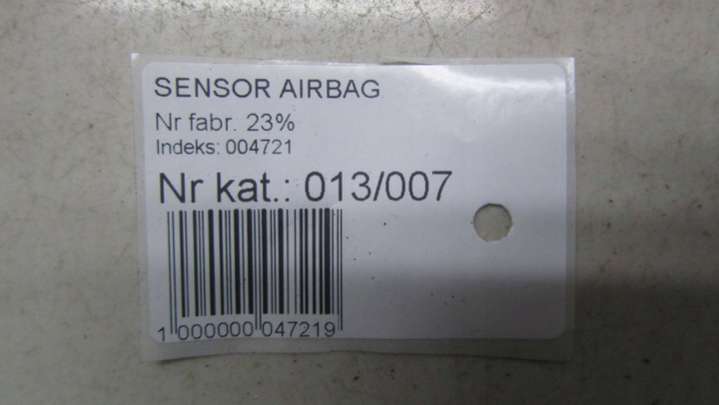 SENSOR AIRBAG
Nr fabr. 23%
Indeks: 004721
Nr kat.: 013/007
1 000000 047219